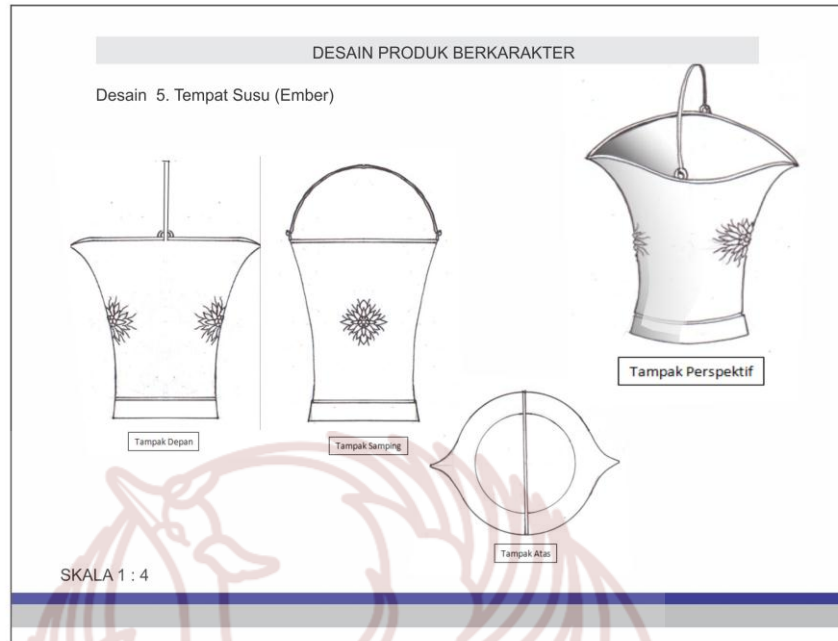 DESAIN PRODUK BERKARAKTER
Desain 5. Tempat Susu (Ember)
Tampak Perspektif
Tampak Depan
Tampak Samping
Tampak Atas
SKALA 1 : 4